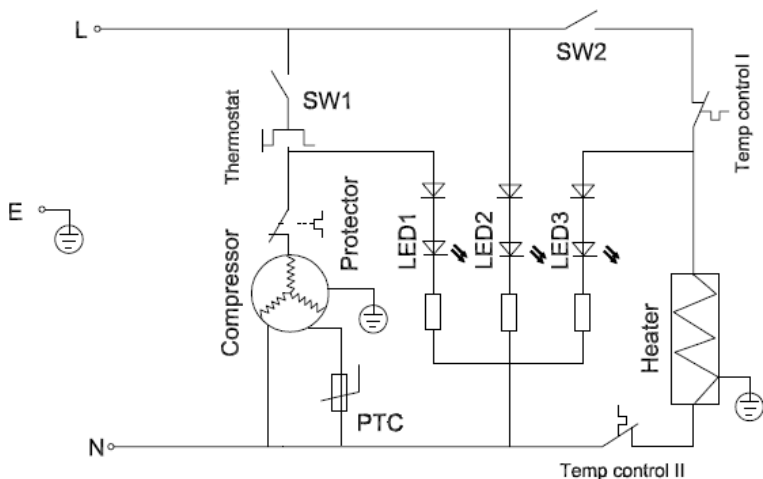 L
SW2
SW1
Thermostat
Temp control I
E
Protector
Compressor
LED1
LED2
LED3
Heater
PTC
N
Temp control II